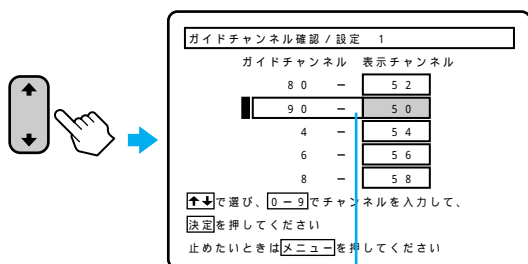 ガイドチャンネル確認/設定 1
ガイドチャンネル 表示チャンネル
80 − 52
90 − 50
4 − 54
6 − 56
8 − 58
↑↓で選び、0−9でチャンネルを入力して、
決定を押してください
止めたいときはメニューを押してください